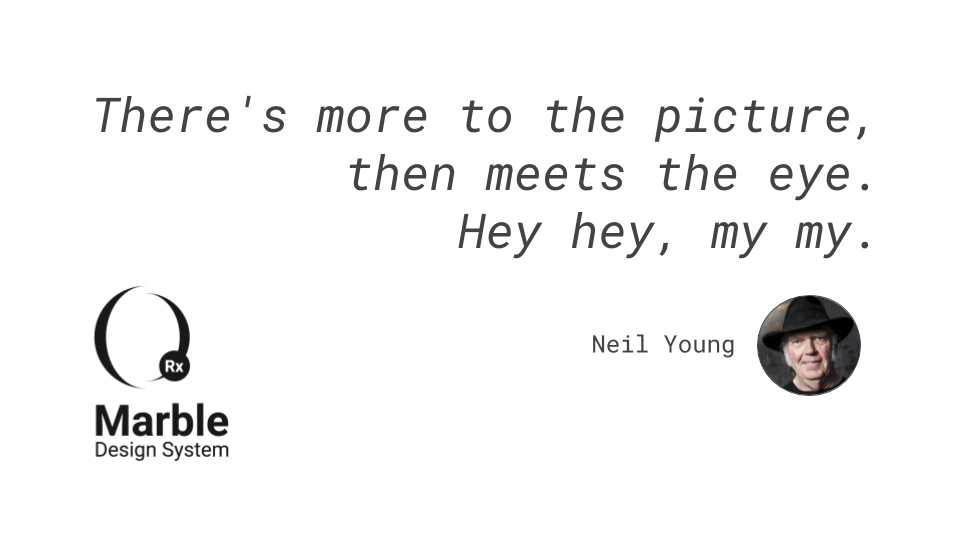 There's more to the picture,
then meets the eye.
Hey hey, my my.
Neil Young
Rx
Marble
Design System